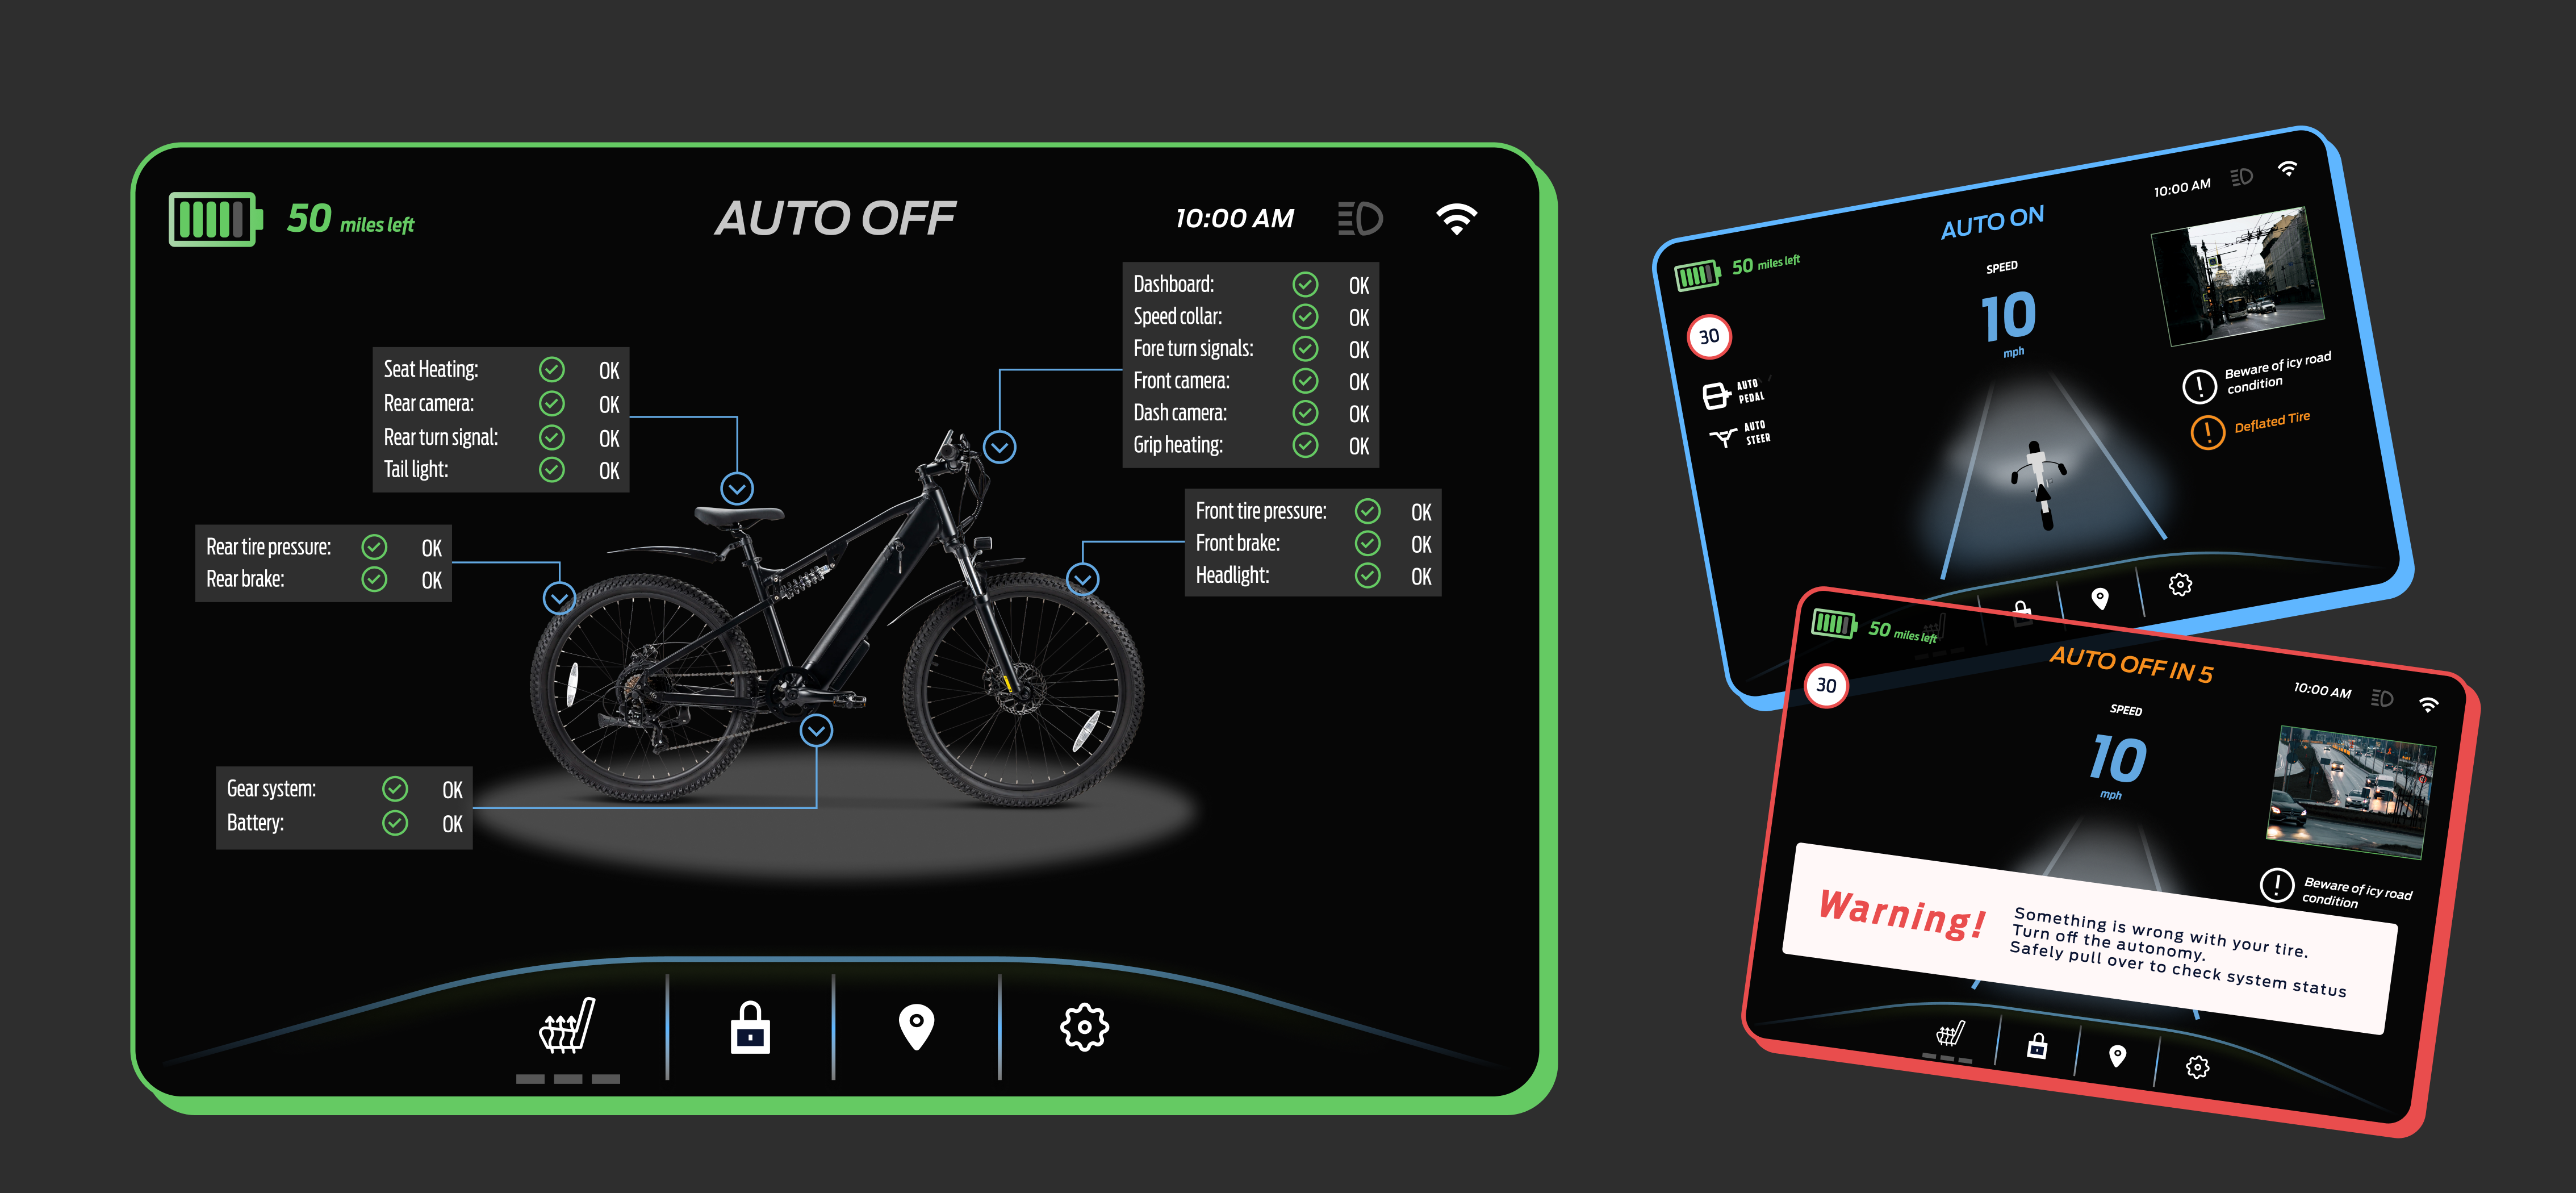 50 miles left
AUTO OFF
10:00 AM
Seat Heating: OK
Rear camera: OK
Rear turn signal: OK
Tail light: OK
Rear tire pressure: OK
Rear brake: OK
Gear system: OK
Battery: OK
Dashboard: OK
Speed collar: OK
Fore turn signals: OK
Front camera: OK
Dash camera: OK
Grip heating: OK
Front tire pressure: OK
Front brake: OK
Headlight: OK
50 miles left
AUTO ON
10:00 AM
30
AUTO
PEDAL
AUTO
STEER
SPEED
10
mph
Beware of icy road
condition
Deflated Tire
50 miles left
AUTO OFF IN 5
10:00 AM
30
SPEED
10
mph
Beware of icy road
condition
Warning!
Something is wrong with your tire.
Turn off the autonomy.
Safely pull over to check system status